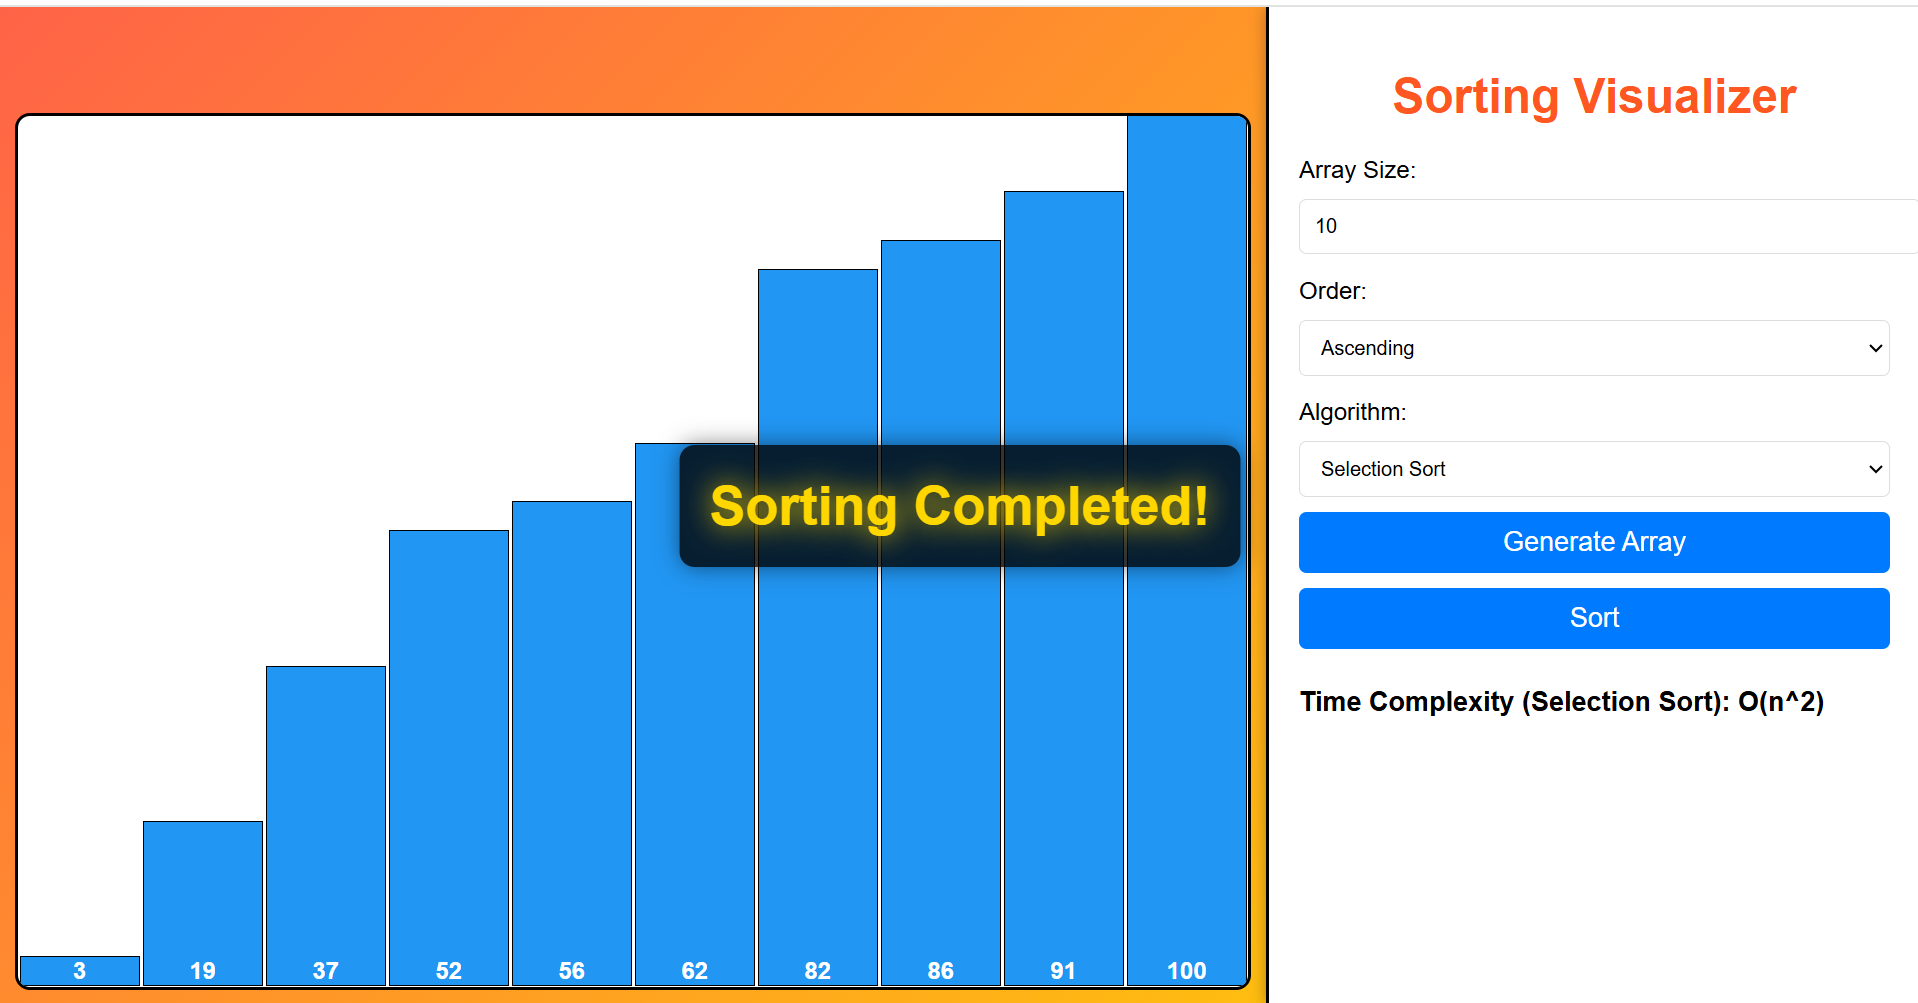 Sorting Visualizer
Array Size:
10
Order:
Ascending
Algorithm:
Selection Sort
Generate Array
Sort
Time Complexity (Selection Sort): O(n^2)
Sorting Completed!
3 19 37 52 56 62 82 86 91 100